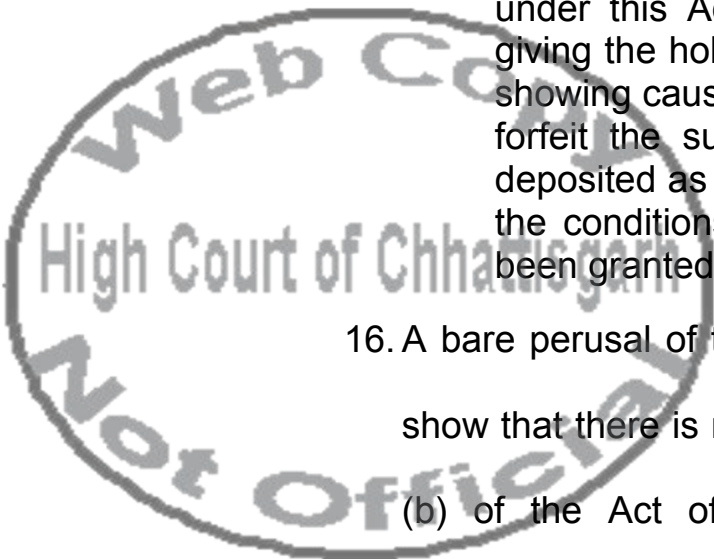 under this A
giving the hol
showing caus
forfeit the su
deposited as
the condition
been granted
16. A bare perusal of t
show that there is
(b) of the Act of
Web Copy
High Court of Chhattisgarh
Not Official